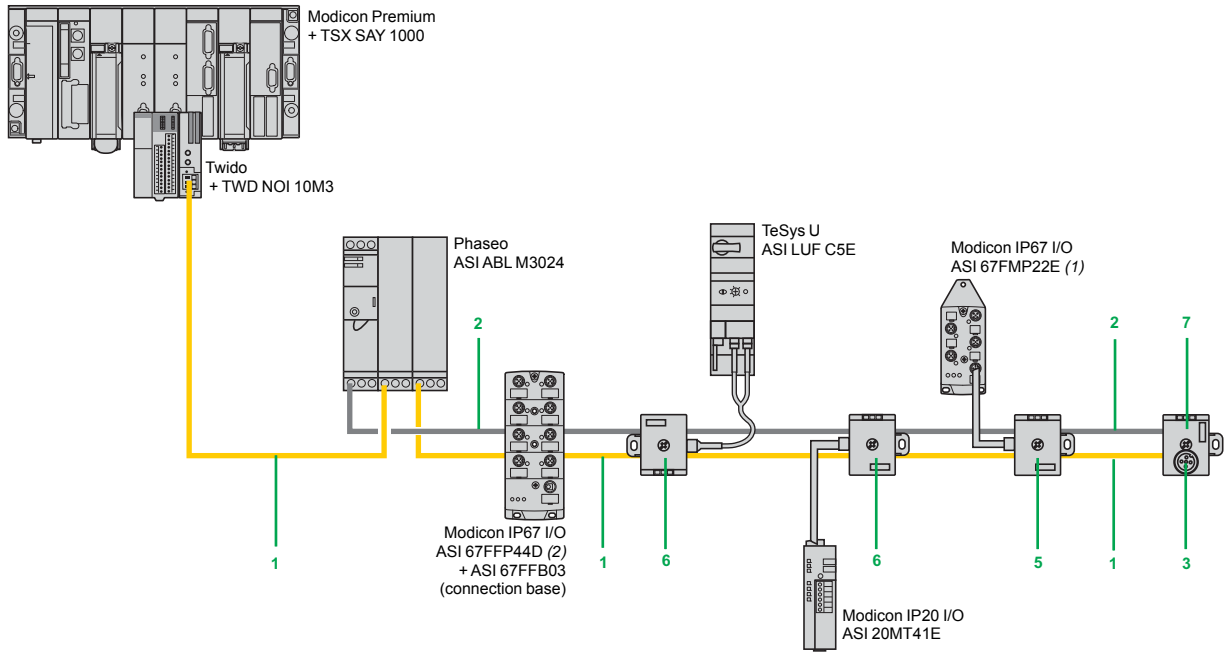 Modicon Premium
+ TSX SAY 1000
Twido
+ TWD NOI 10M3
Phaseo
ASI ABL M3024
TeSys U
ASI LUF C5E
Modicon IP67 I/O
ASI 67FMP22E (1)
2
2
7
Modicon IP67 I/O
ASI 67FFP44D (2)
+ ASI 67FFB03
(connection base)
1
1
6
6
5
1
3
Modicon IP20 I/O
ASI 20MT41E